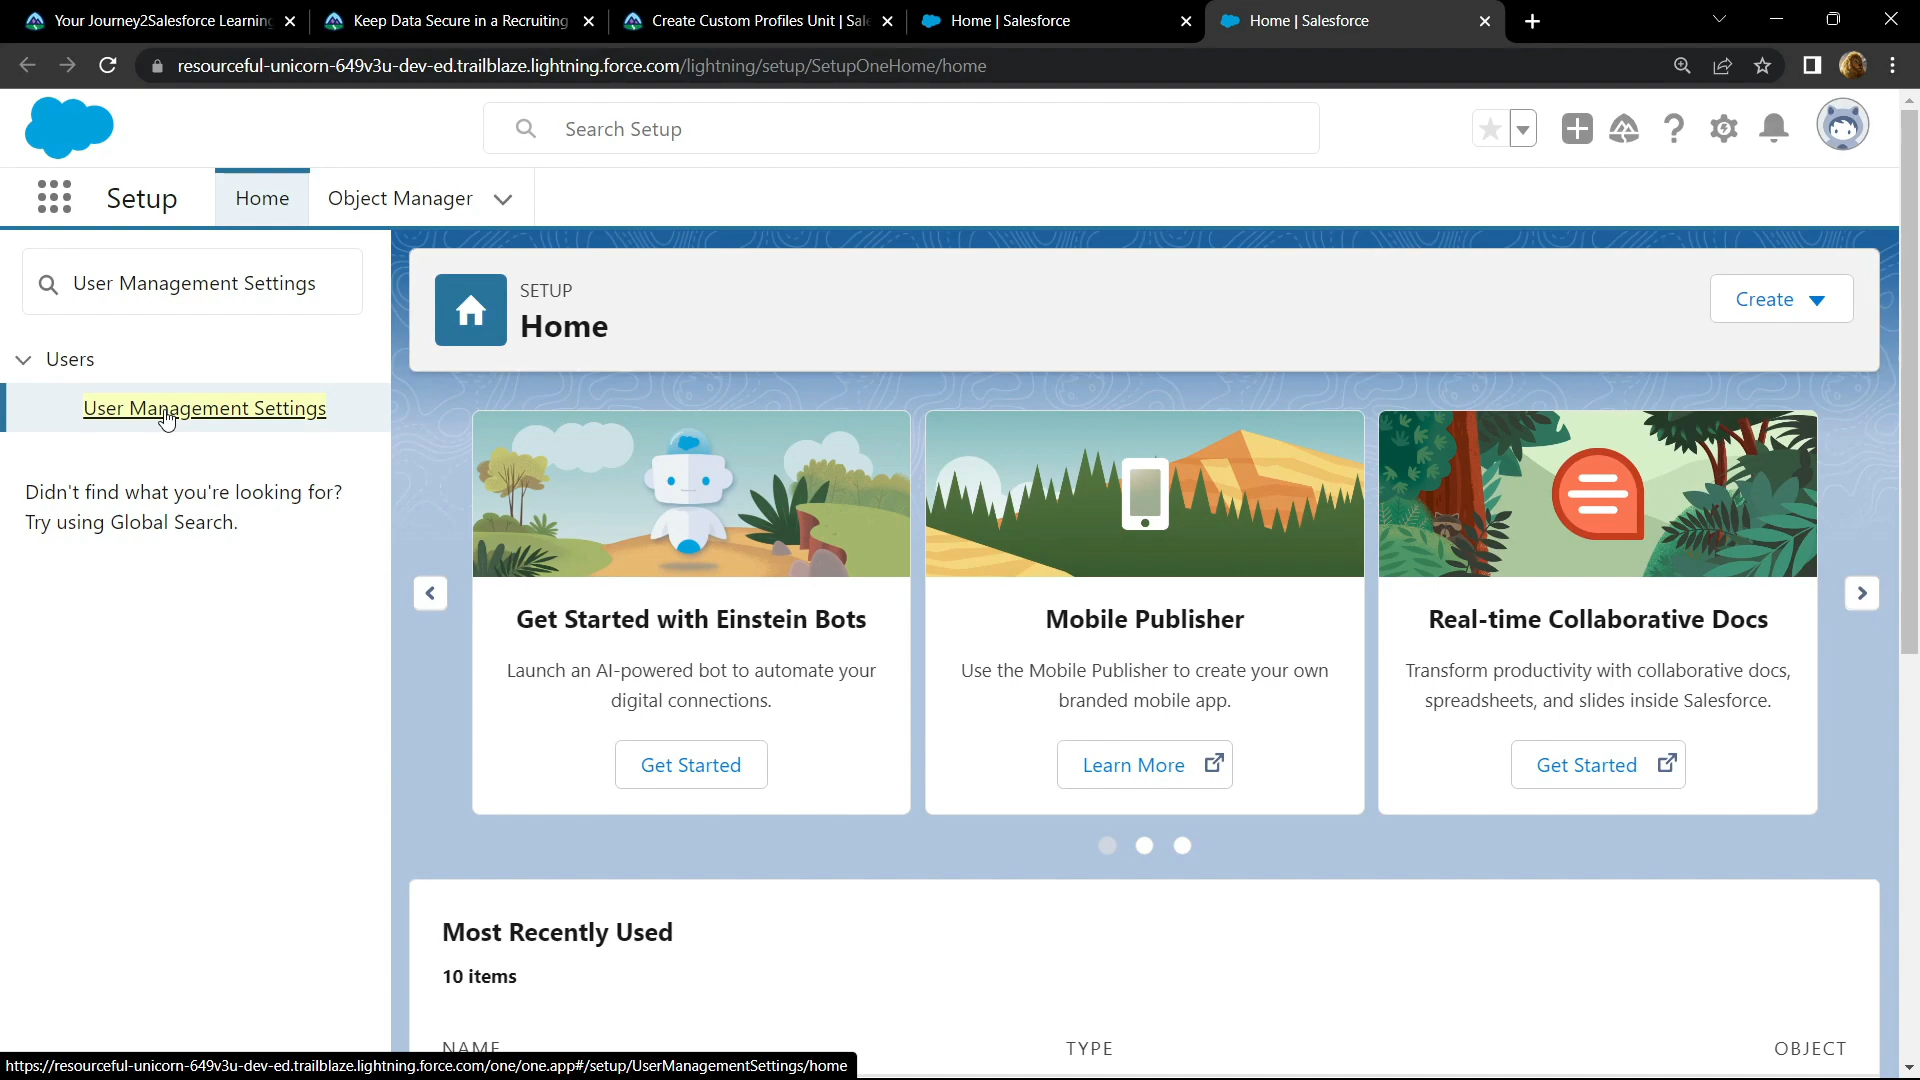 Your Journey2Salesforce Learning
Keep Data Secure in a Recruiting
Create Custom Profiles Unit | Sale
Home | Salesforce
Home | Salesforce
resourceful-unicorn-649v3u-dev-ed.trailblaze.lightning.force.com/lightning/setup/SetupOneHome/home
Search Setup
Setup
Home
Object Manager
User Management Settings
Users
User Management Settings
Didn't find what you're looking for?
Try using Global Search.
SETUP
Home
Create
Get Started with Einstein Bots
Launch an AI-powered bot to automate your
digital connections.
Get Started
Mobile Publisher
Use the Mobile Publisher to create your own
branded mobile app.
Learn More
Real-time Collaborative Docs
Transform productivity with collaborative docs,
spreadsheets, and slides inside Salesforce.
Get Started
Most Recently Used
10 items
NAME
TYPE
OBJECT
https://resourceful-unicorn-649v3u-dev-ed.trailblaze.lightning.force.com/one/one.app#/setup/UserManagementSettings/home